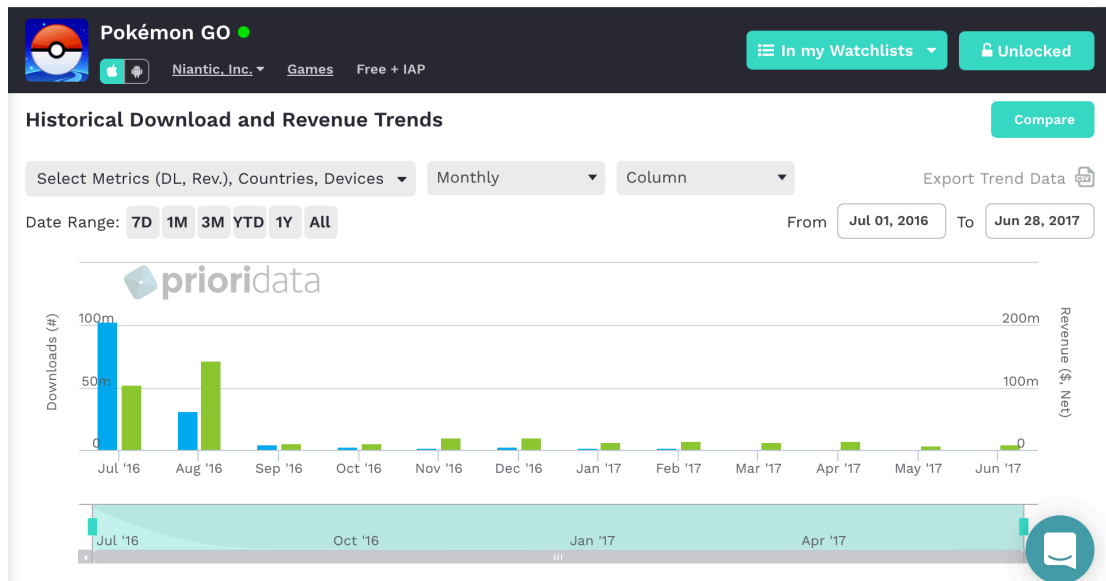 Pokémon GO
In my Watchlists
Unlocked
Niantic, Inc. Games Free + IAP
Historical Download and Revenue Trends
Compare
Select Metrics (DL, Rev.), Countries, Devices Monthly Column
Export Trend Data CSV
Date Range: 7D 1M 3M YTD 1Y All
From Jul 01, 2016 To Jun 28, 2017
prioridata
Downloads (#)
100m
50m
0
200m
100m
0
Revenue ($, Net)
Jul '16 Aug '16 Sep '16 Oct '16 Nov '16 Dec '16 Jan '17 Feb '17 Mar '17 Apr '17 May '17 Jun '17
Jul '16 Oct '16 Jan '17 Apr '17